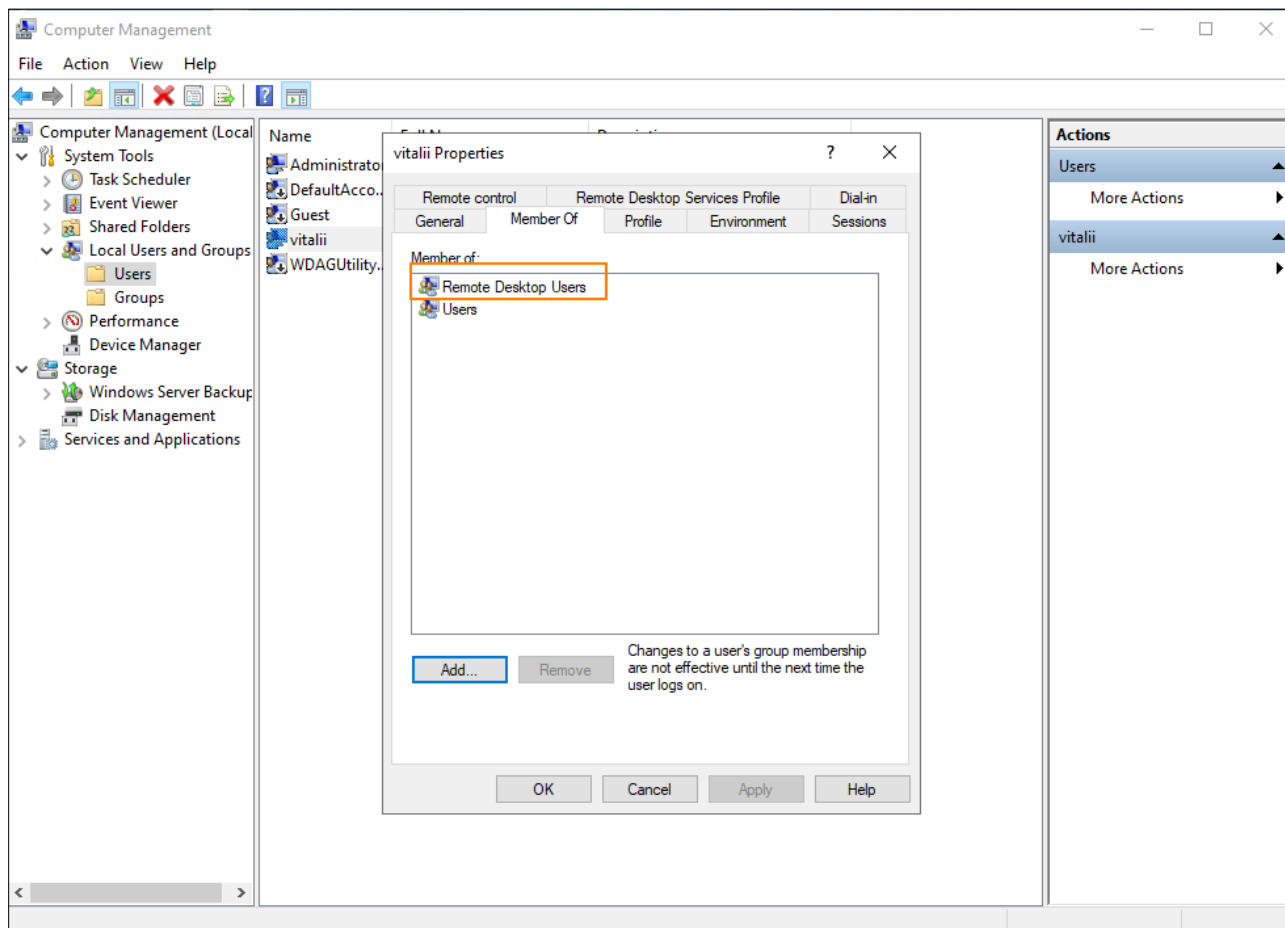 Computer Management
File Action View Help
Computer Management (Local
System Tools
Task Scheduler
Event Viewer
Shared Folders
Local Users and Groups
Users
Groups
Performance
Device Manager
Storage
Windows Server Backup
Disk Management
Services and Applications
Name
Administrato
DefaultAcco...
Guest
vitalii
WDAGUtility...
vitalii Properties
Remote control Remote Desktop Services Profile Dial-in
General Member Of Profile Environment Sessions
Member of:
Remote Desktop Users
Users
Add... Remove
Changes to a user's group membership
are not effective until the next time the
user logs on.
OK Cancel Apply Help
Actions
Users
More Actions
vitalii
More Actions